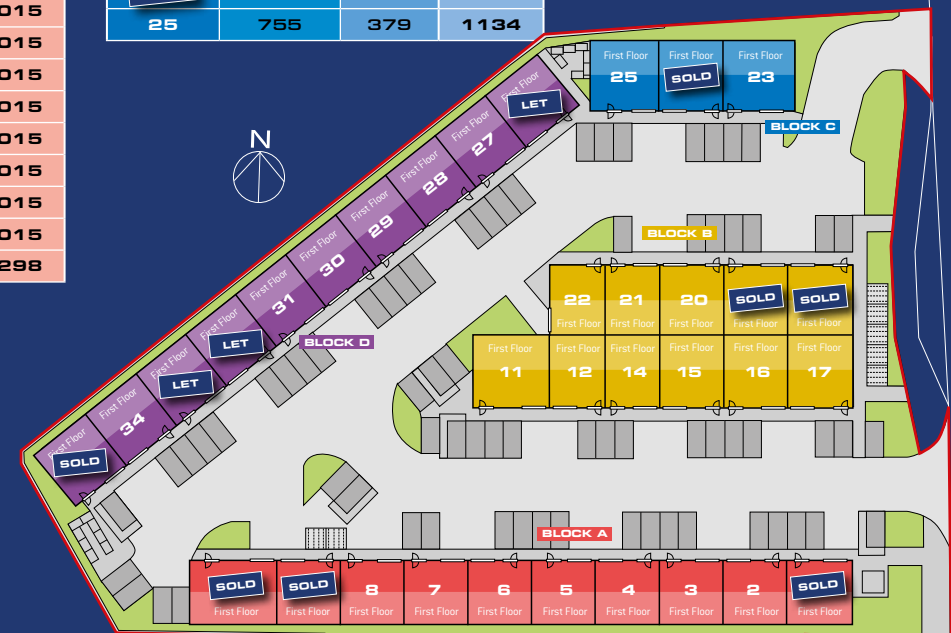 015
015
015
015
015
015
015
015
298
25 755 379 1134
N
First Floor First Floor First Floor
25 SOLD 23
BLOCK C
First Floor
LET
First Floor
27
First Floor
28
First Floor
29
First Floor
30
First Floor
31
First Floor
LET
First Floor
LET
First Floor
34
First Floor
SOLD
BLOCK D
BLOCK B
22 21 20 SOLD SOLD
First Floor First Floor First Floor First Floor First Floor
First Floor First Floor First Floor First Floor First Floor First Floor
11 12 14 15 16 17
BLOCK A
SOLD SOLD 8 7 6 5 4 3 2 SOLD
First Floor First Floor First Floor First Floor First Floor First Floor First Floor First Floor First Floor First Floor